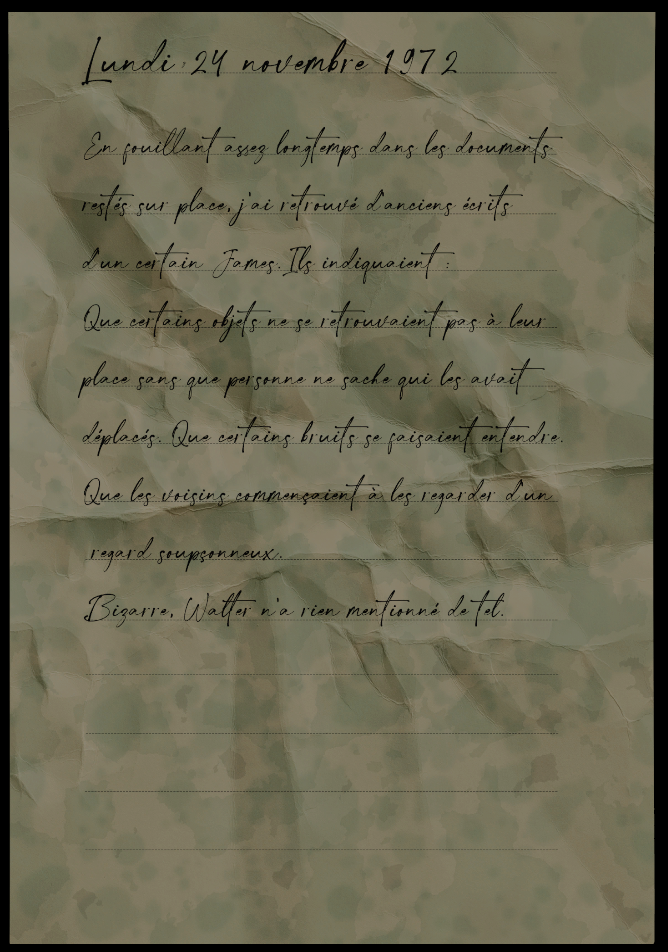 Lundi 24 novembre 1972
En fouillant assez longtemps dans les documents
restés sur place, j'ai retrouvé d'anciens écrits
d'un certain James. Ils indiquaient :
Que certains objets ne se retrouvaient pas à leur
place sans que personne ne sache qui les avait
déplacés. Que certains bruits se faisaient entendre.
Que les voisins commençaient à les regarder d'un
regard soupçonneux.
Bizarre, Walter n'a rien mentionné de tel.